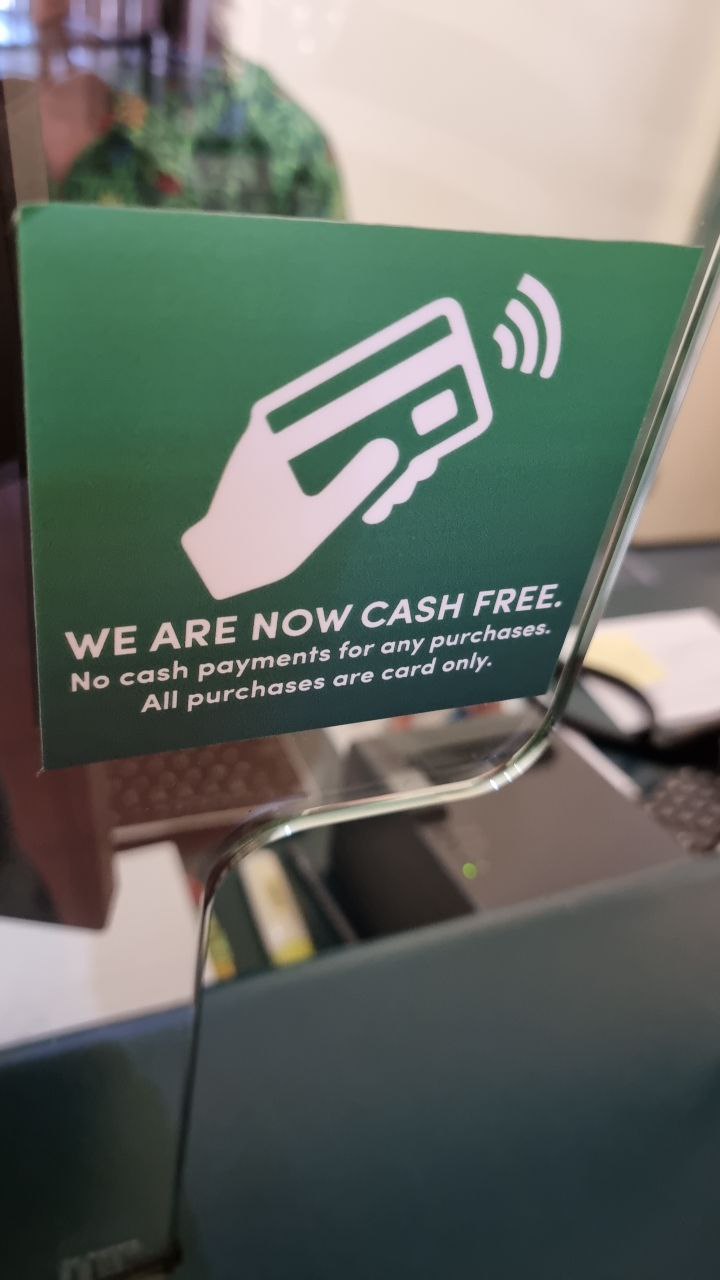 WE ARE NOW CASH FREE.
No cash payments for any purchases.
All purchases are card only.